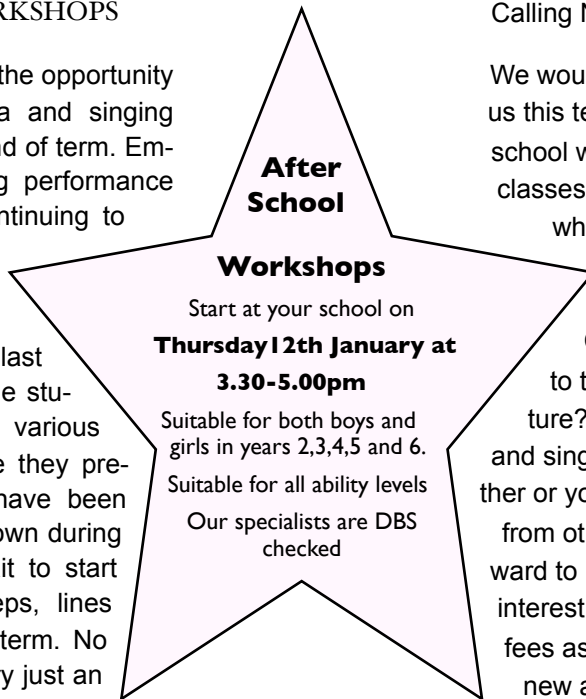 RKSHOPS
the opportunity
a and singing
nd of term. Em-
g performance
ntinuing to
last
e stu-
various
e they pre-
have been
own during
it to start
eps, lines
term. No
ry just an
After
School
Workshops
Start at your school on
Thursday12th January at
3.30-5.00pm
Suitable for both boys and
girls in years 2,3,4,5 and 6.
Suitable for all ability levels
Our specialists are DBS
checked
Calling
We wou
us this te
school w
classes
wh
to t
ture?
and sing
ther or yo
from ot
ward to
interest
fees as
new a